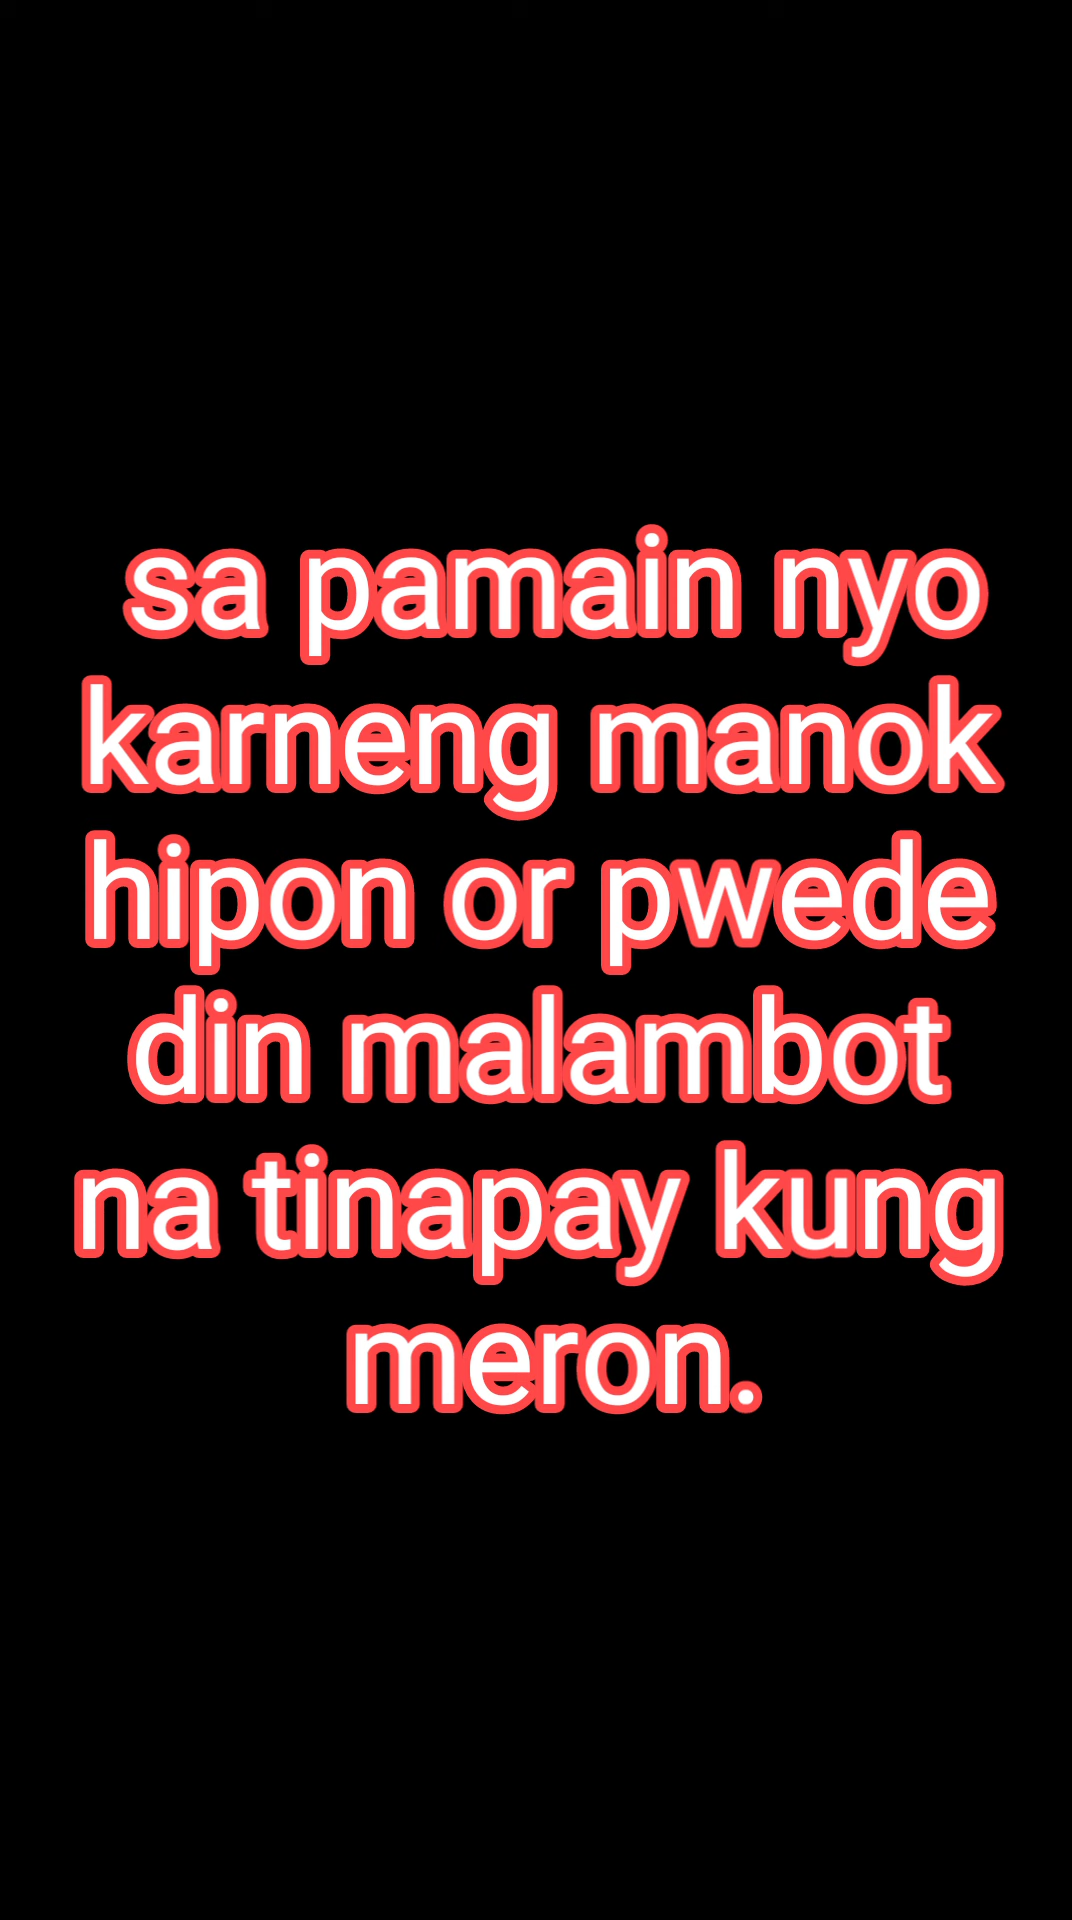 sa pamain nyo
karneng manok
hipon or pwede
din malambot
na tinapay kung
meron.